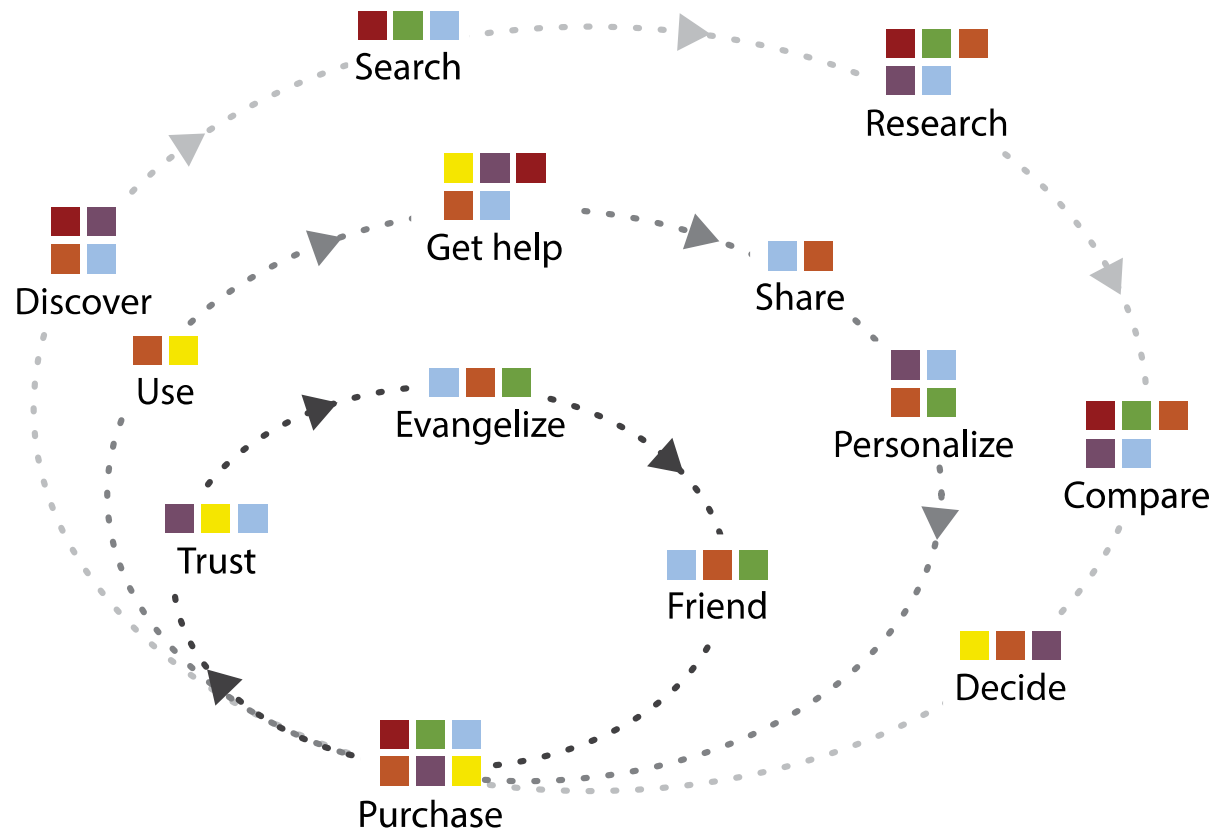 Search
Research
Get help
Share
Discover
Use
Evangelize
Personalize
Compare
Trust
Friend
Decide
Purchase